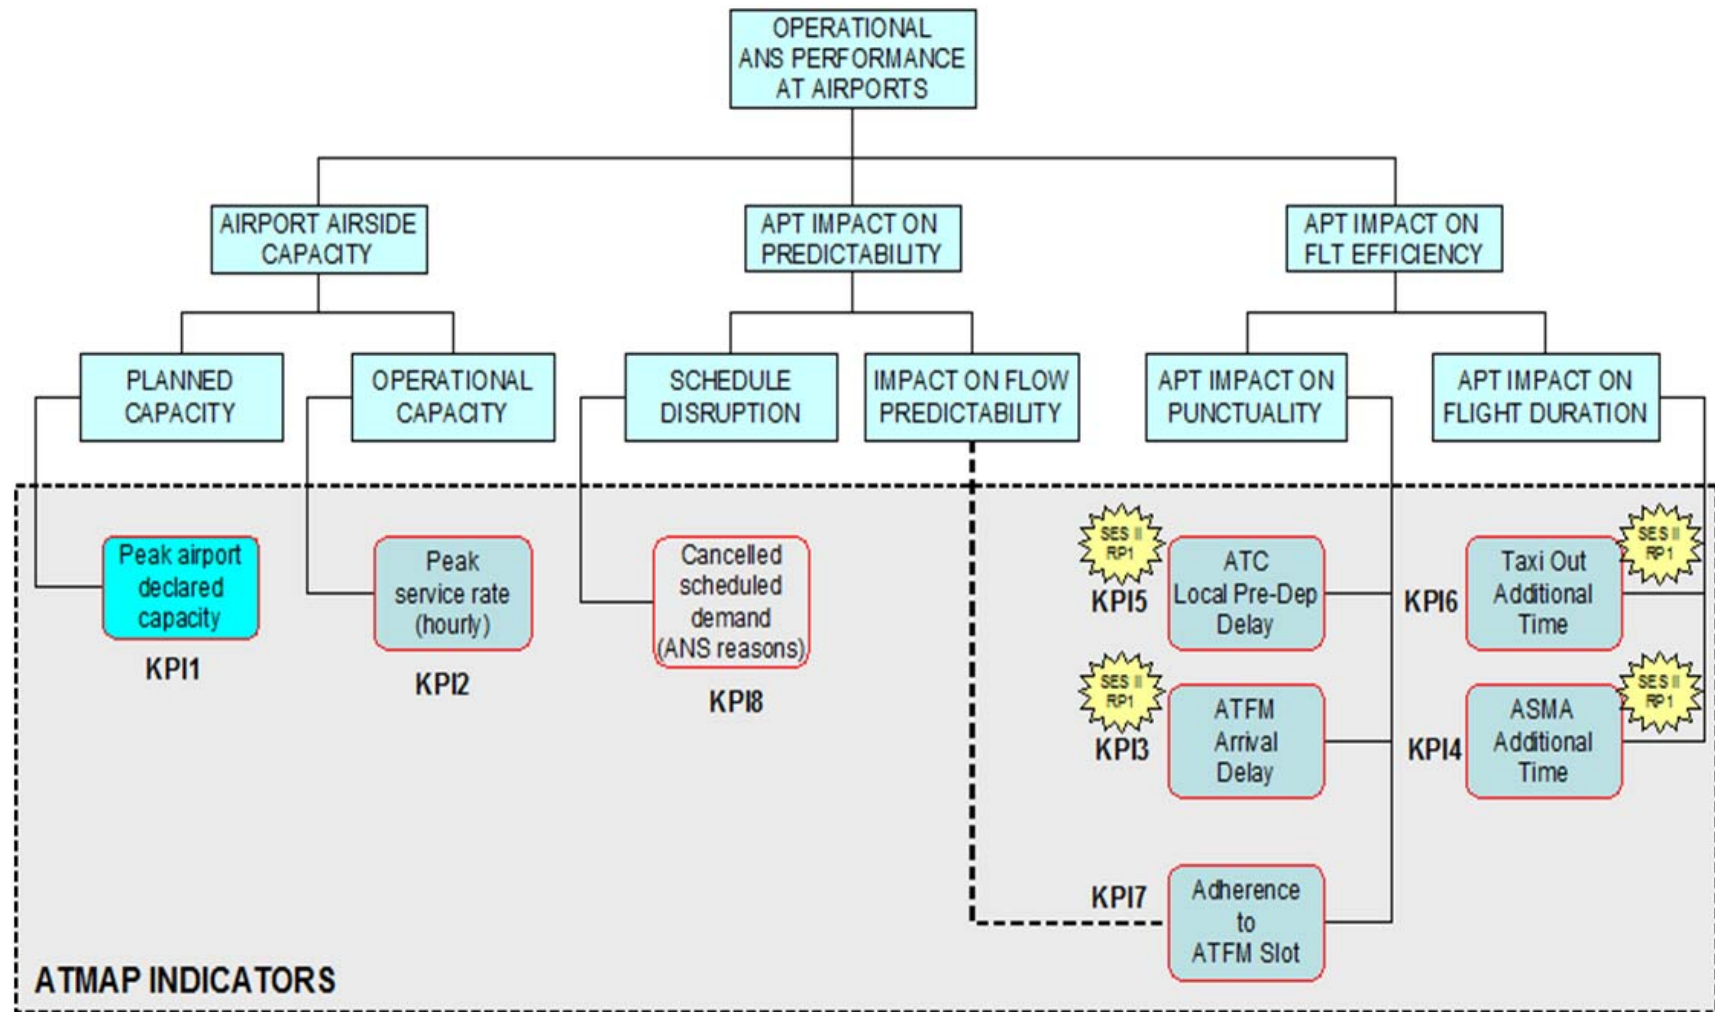 OPERATIONAL
ANS PERFORMANCE
AT AIRPORTS
AIRPORT AIRSIDE
CAPACITY
APT IMPACT ON
PREDICTABILITY
APT IMPACT ON
FLT EFFICIENCY
PLANNED
CAPACITY
OPERATIONAL
CAPACITY
SCHEDULE
DISRUPTION
IMPACT ON FLOW
PREDICTABILITY
APT IMPACT ON
PUNCTUALITY
APT IMPACT ON
FLIGHT DURATION
Peak airport
declared
capacity
KPI1
Peak
service rate
(hourly)
KPI2
Cancelled
scheduled
demand
(ANS reasons)
KPI8
SES II
RP1
KPI5
ATC
Local Pre-Dep
Delay
KPI6
Taxi Out
Additional
Time
SES II
RP1
SES II
RP1
KPI3
ATFM
Arrival
Delay
KPI4
ASMA
Additional
Time
SES II
RP1
KPI7
Adherence
to
ATFM Slot
ATMAP INDICATORS